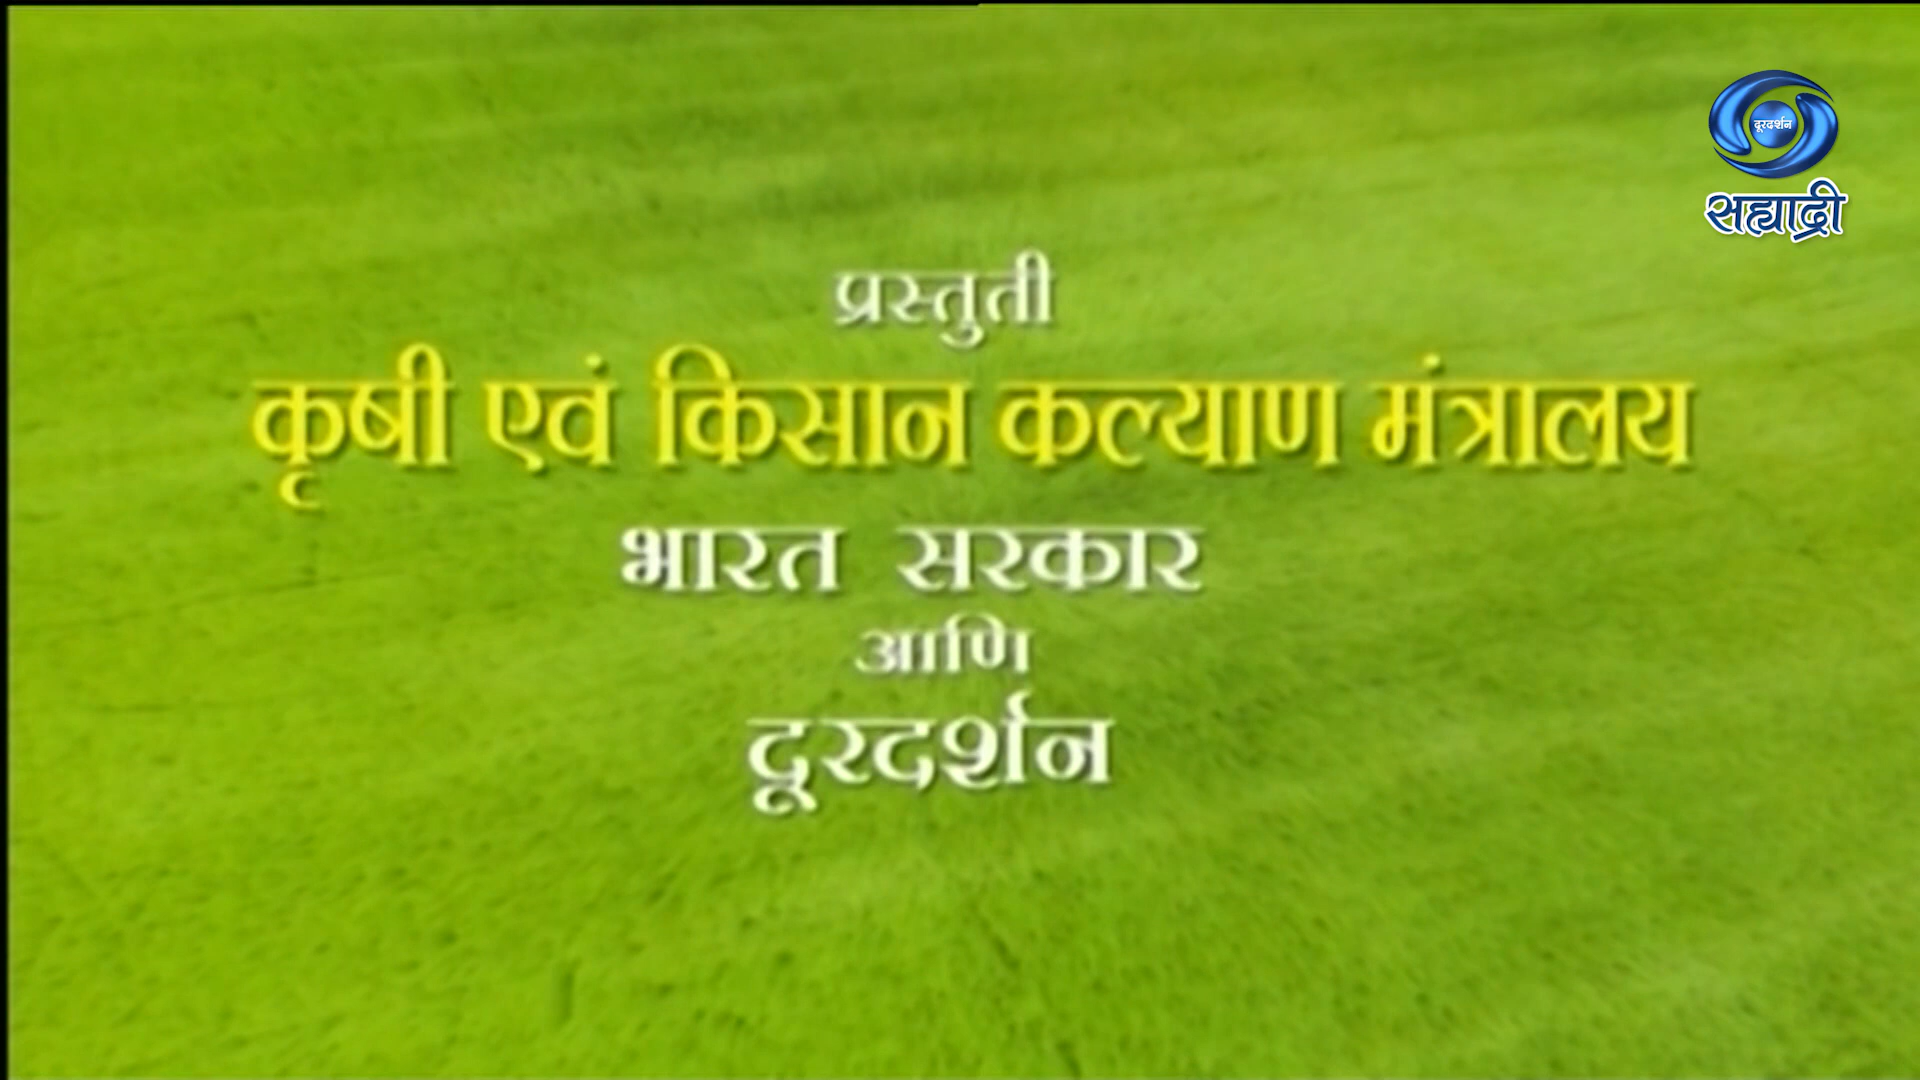 दूरदर्शन
सह्याद्री
प्रस्तुती
कृषी एवं किसान कल्याण मंत्रालय
भारत सरकार
आणि
दूरदर्शन